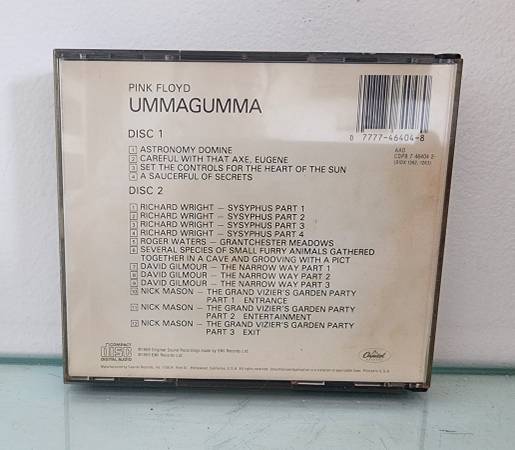 PINK FLOYD
UMMAGUMMA
DISC 1
1 ASTRONOMY DOMINE
2 CAREFUL WITH THAT AXE, EUGENE
3 SET THE CONTROLS FOR THE HEART OF THE SUN
4 A SAUCERFUL OF SECRETS
DISC 2
1 RICHARD WRIGHT — SYSYPHUS PART 1
2 RICHARD WRIGHT — SYSYPHUS PART 2
3 RICHARD WRIGHT — SYSYPHUS PART 3
4 RICHARD WRIGHT — SYSYPHUS PART 4
5 ROGER WATERS — GRANTCHESTER MEADOWS
6 SEVERAL SPECIES OF SMALL FURRY ANIMALS GATHERED
TOGETHER IN A CAVE AND GROOVING WITH A PICT
7 DAVID GILMOUR — THE NARROW WAY PART 1
8 DAVID GILMOUR — THE NARROW WAY PART 2
9 DAVID GILMOUR — THE NARROW WAY PART 3
10 NICK MASON — THE GRAND VIZIER'S GARDEN PARTY
PART 1 ENTRANCE
11 NICK MASON — THE GRAND VIZIER'S GARDEN PARTY
PART 2 ENTERTAINMENT
12 NICK MASON — THE GRAND VIZIER'S GARDEN PARTY
PART 3 EXIT
0 7777-46404-8
AAD
CDPB 7 46404 2
COMPACT
disc
DIGITAL AUDIO
Capitol